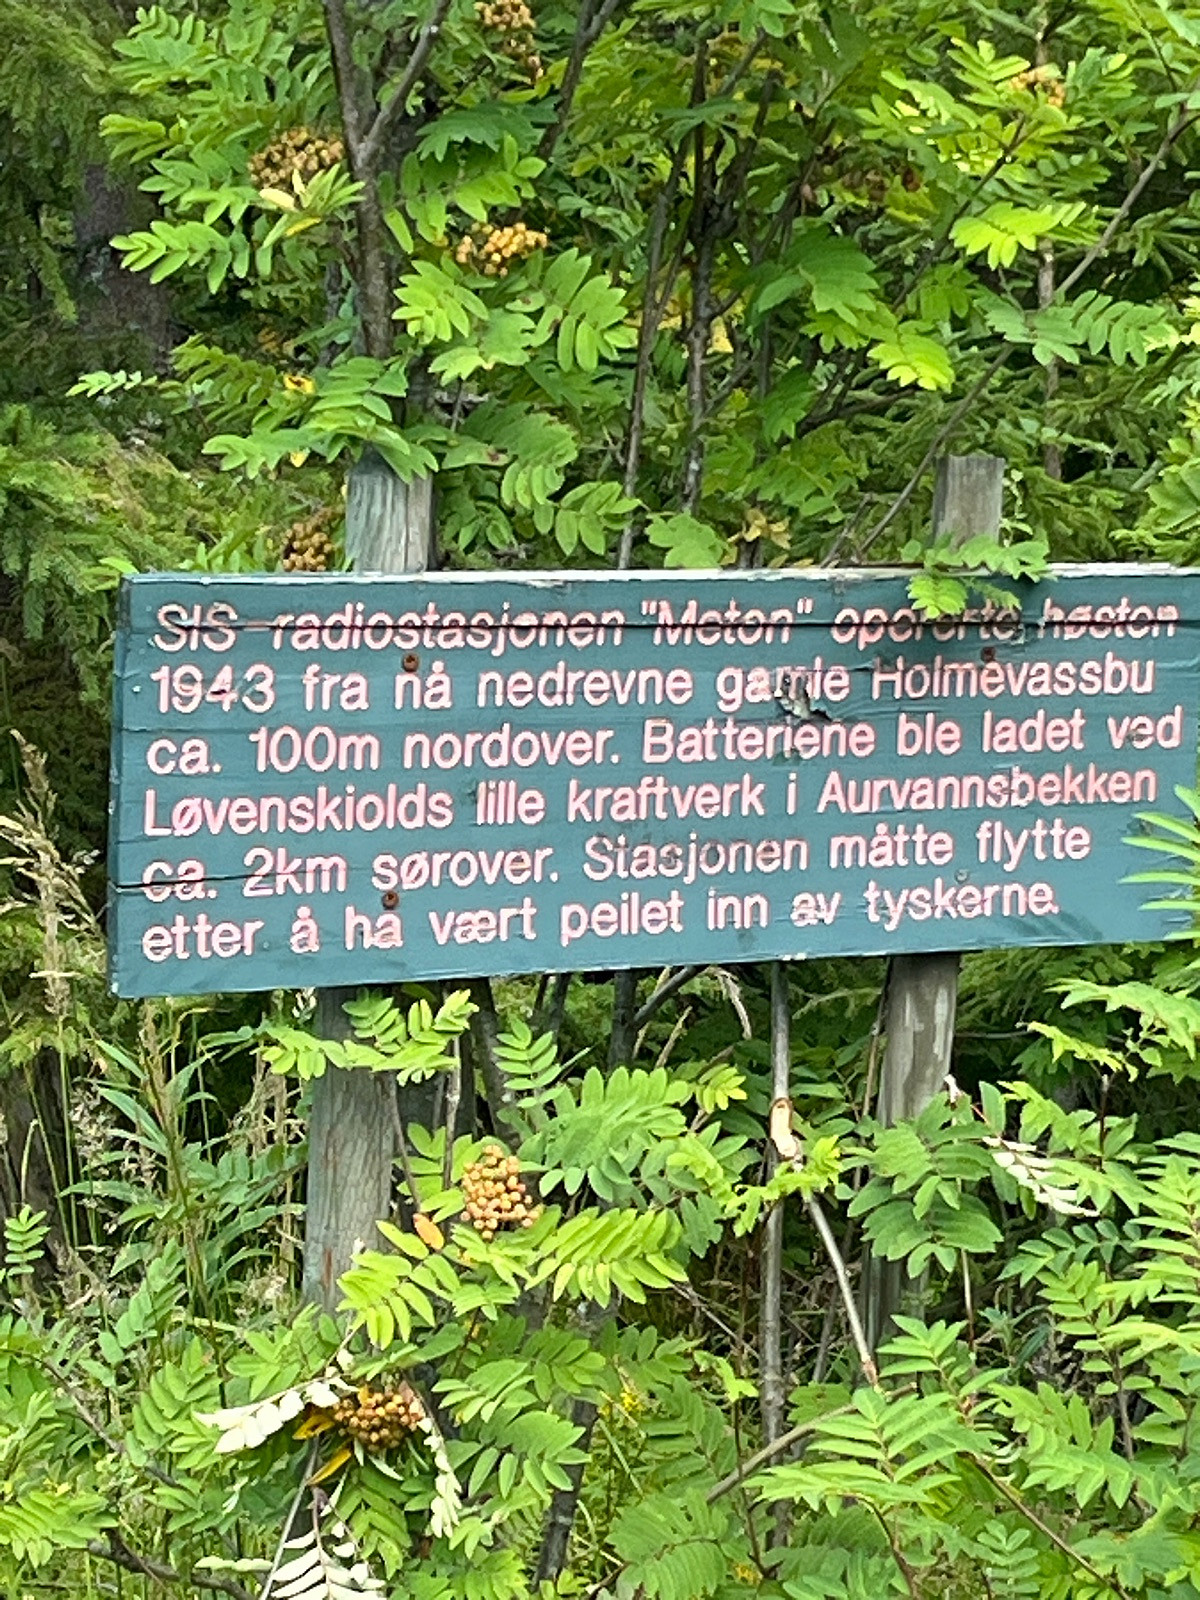 SIS-radiostasjonen "Meton" opererte høsten
1943 fra nå nedrevne gamle Holmevassbu
ca. 100m nordover. Batteriene ble ladet ved
Løvenskiolds lille kraftverk i Aurvannsbekken
ca. 2km sørover. Stasjonen måtte flytte
etter å ha vært peilet inn av tyskerne.